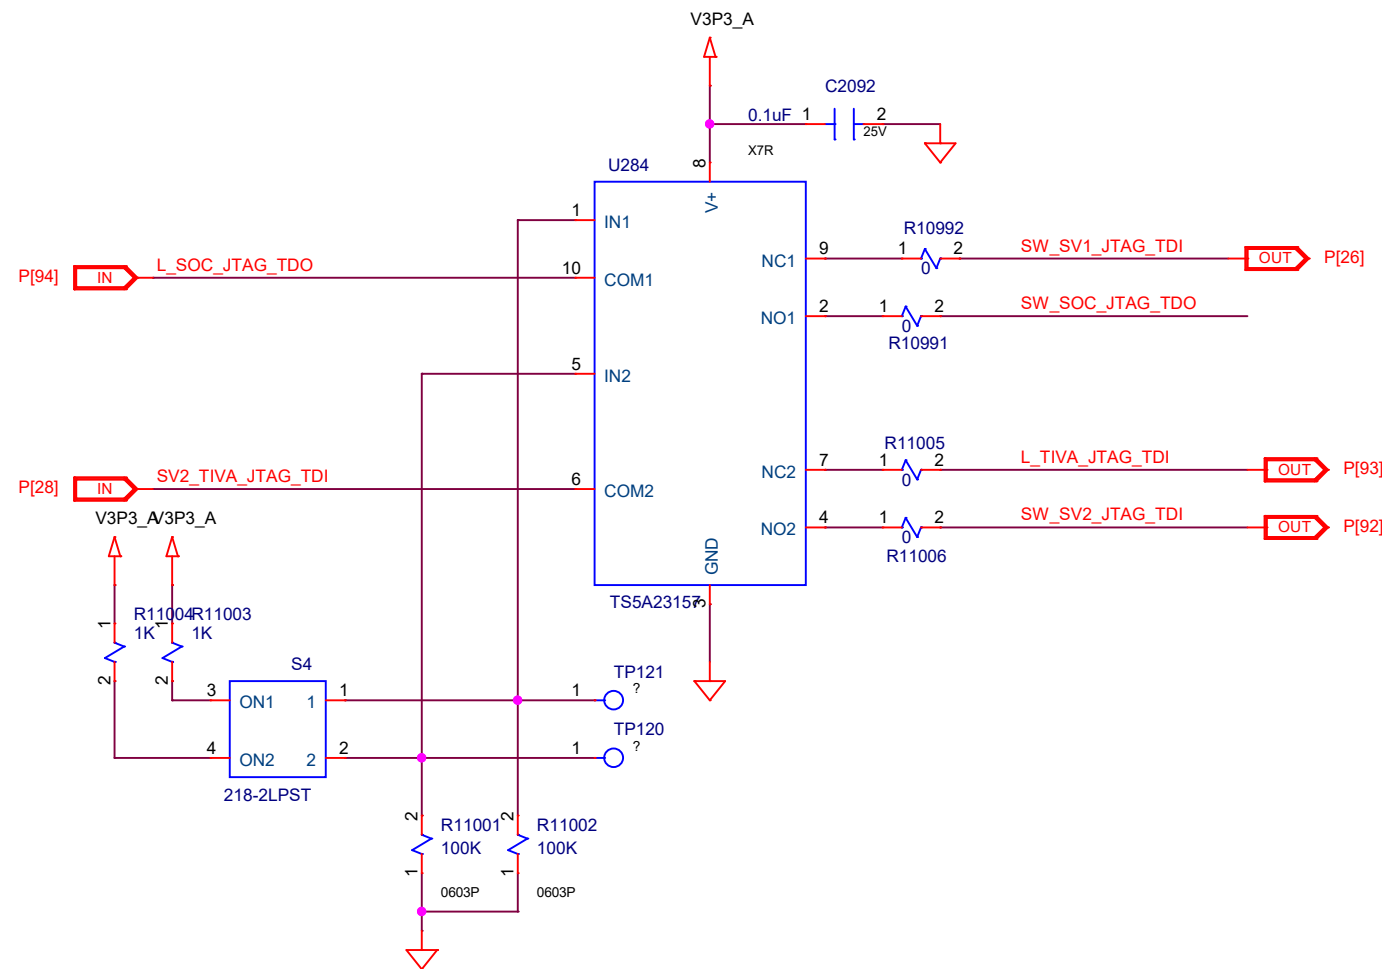 V3P3_A
C2092
0.1uF 1 2
25V
X7R
8
U284
V+
1 IN1
R10992
9 NC1 1 2 SW_SV1_JTAG_TDI OUT P[26]
0
P[94] IN L_SOC_JTAG_TDO 10 COM1
2 NO1 1 2 SW_SOC_JTAG_TDO
0
R10991
5 IN2
R11005
7 NC2 1 2 L_TIVA_JTAG_TDI OUT P[93]
0
P[28] IN SV2_TIVA_JTAG_TDI 6 COM2
4 NO2 1 2 SW_SV2_JTAG_TDI OUT P[92]
0
R11006
V3P3_A V3P3_A
GND
TS5A23157
3
1 R11004 1 R11003
1K 1K
2 2
S4
3 ON1 1 1
4 ON2 2 2
218-2LPST
1 TP121
?
1 TP120
?
2 R11001 2 R11002
100K 100K
1 1
0603P 0603P